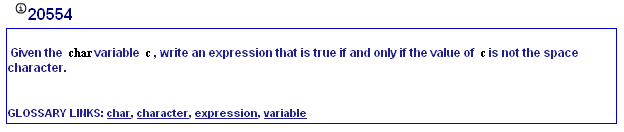 20554
Given the char variable c , write an expression that is true if and only if the value of c is not the space
character.
GLOSSARY LINKS: char, character, expression, variable